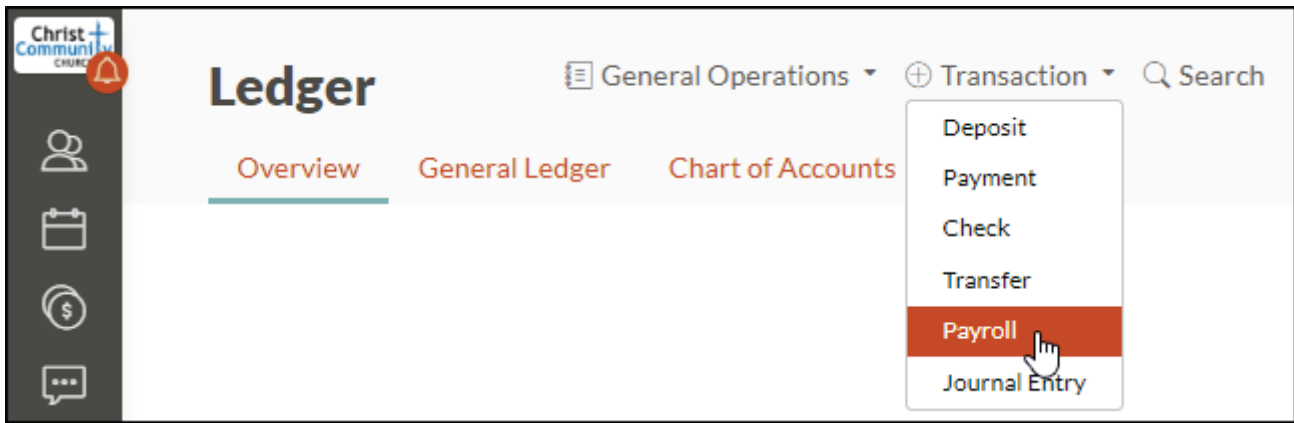 Christ
Community
CHURCH
Ledger
General Operations
Transaction
Search
Overview
General Ledger
Chart of Accounts
Deposit
Payment
Check
Transfer
Payroll
Journal Entry
$